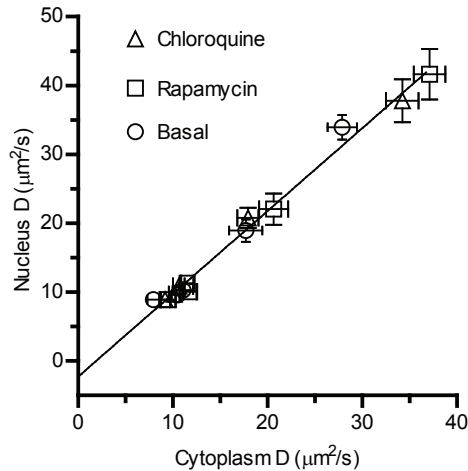 50
40
30
20
10
0
Nucleus D (μm²/s)
Chloroquine
Rapamycin
Basal
0 10 20 30 40
Cytoplasm D (μm²/s)